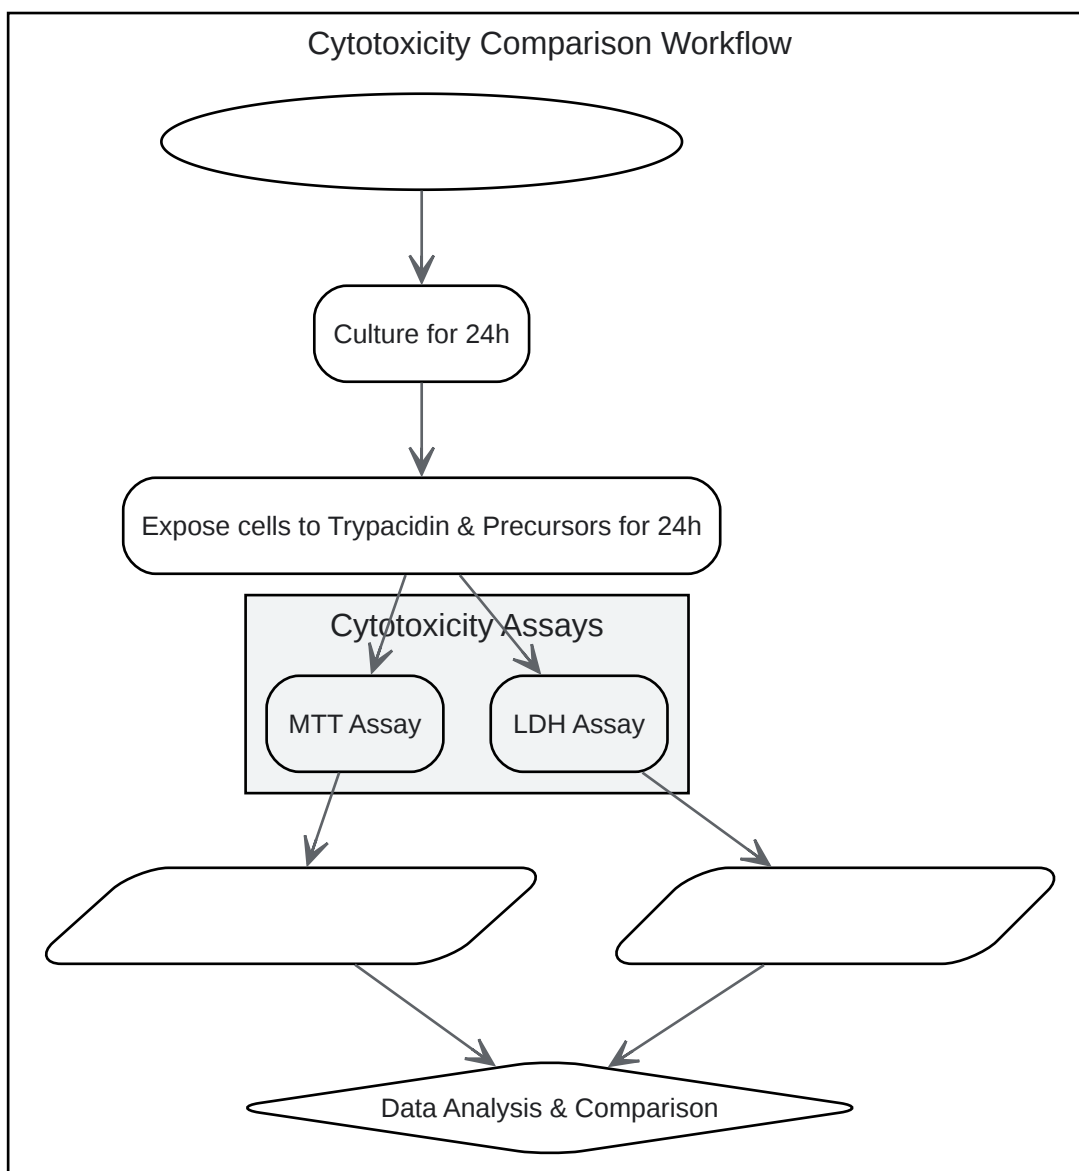 Cytotoxicity Comparison Workflow
Culture for 24h
Expose cells to Trypacidin & Precursors for 24h
Cytotoxicity Assays
MTT Assay
LDH Assay
Data Analysis & Comparison